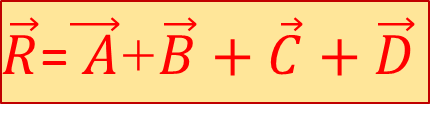 R⃗= A⃗+B⃗ + C⃗ + D⃗